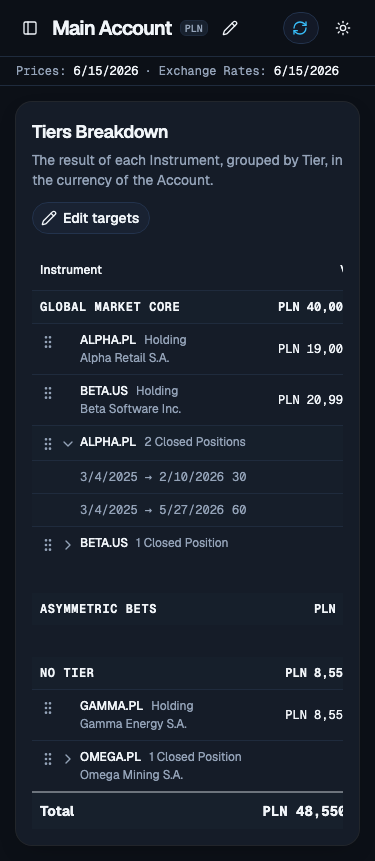 Main Account PLN
Prices: 6/15/2026 · Exchange Rates: 6/15/2026
Tiers Breakdown
The result of each Instrument, grouped by Tier, in
the currency of the Account.
Edit targets
Instrument
GLOBAL MARKET CORE PLN 40,00
ALPHA.PL Holding PLN 19,00
Alpha Retail S.A.
BETA.US Holding PLN 20,99
Beta Software Inc.
ALPHA.PL 2 Closed Positions
3/4/2025 → 2/10/2026 30
3/4/2025 → 5/27/2026 60
BETA.US 1 Closed Position
ASYMMETRIC BETS PLN
NO TIER PLN 8,55
GAMMA.PL Holding PLN 8,55
Gamma Energy S.A.
OMEGA.PL 1 Closed Position
Omega Mining S.A.
Total PLN 48,550